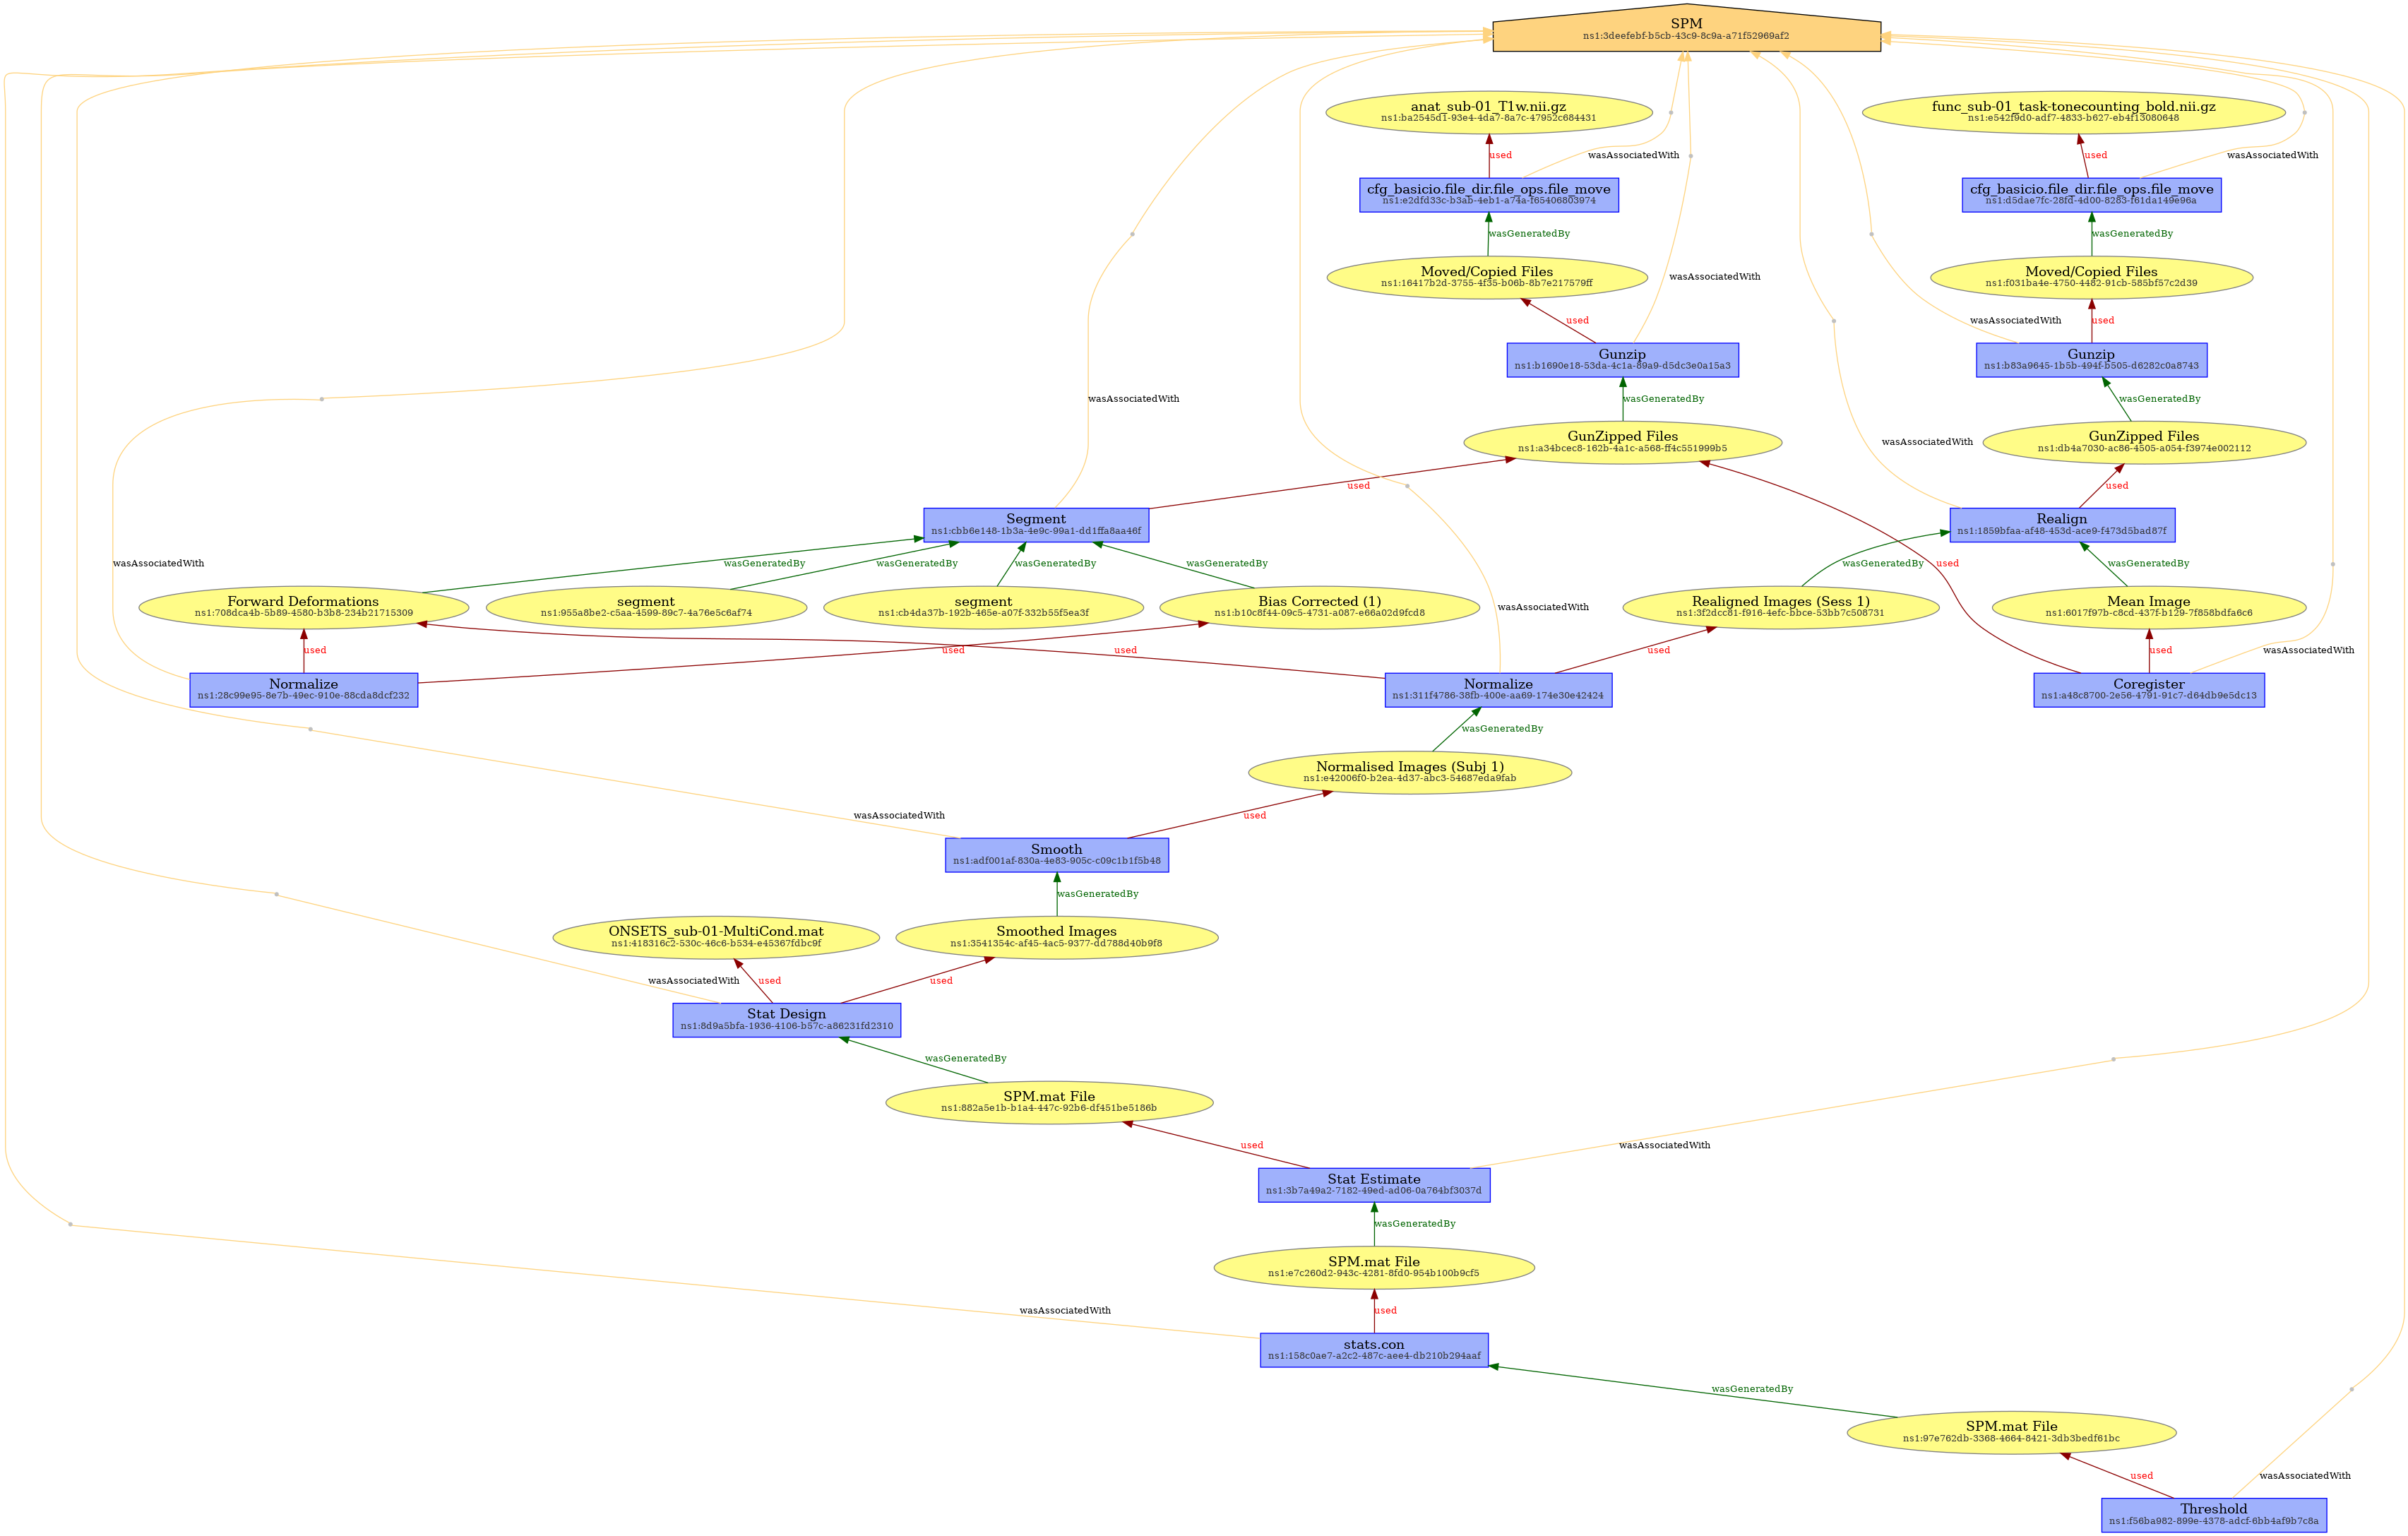 SPM
ns1:3deefebf-b5cb-43c9-8c9a-a71f52969af2
anat_sub-01_T1w.nii.gz
ns1:ba2545d1-93e4-4da7-8a7c-47952c684431
func_sub-01_task-tonecounting_bold.nii.gz
ns1:e542f9d0-adf7-4833-b627-eb4f13080648
used
wasAssociatedWith
used
wasAssociatedWith
cfg_basicio.file_dir.file_ops.file_move
ns1:e2dfd33c-b3ab-4eb1-a74a-f65406803974
cfg_basicio.file_dir.file_ops.file_move
ns1:d5dae7fc-28fd-4d00-8283-f61da149e96a
wasGeneratedBy
wasGeneratedBy
Moved/Copied Files
ns1:16417b2d-3755-4f35-b06b-8b7e217579ff
wasAssociatedWith
Moved/Copied Files
ns1:f031ba4e-4750-4482-91cb-585bf57c2d39
used
wasAssociatedWith
used
Gunzip
ns1:b1690e18-53da-4c1a-89a9-d5dc3e0a15a3
Gunzip
ns1:b83a9645-1b5b-494f-b505-d6282c0a8743
wasAssociatedWith
wasGeneratedBy
wasGeneratedBy
GunZipped Files
ns1:a34bcec8-162b-4a1c-a568-ff4c551999b5
wasAssociatedWith
GunZipped Files
ns1:db4a7030-ac86-4505-a054-f3974e002112
used
used
Segment
ns1:cbb6e148-1b3a-4e9c-99a1-dd1ffa8aa46f
Realign
ns1:1859bfaa-af48-453d-ace9-f473d5bad87f
wasAssociatedWith
wasGeneratedBy
wasGeneratedBy
wasGeneratedBy
wasGeneratedBy
wasGeneratedBy
used
wasGeneratedBy
Forward Deformations
ns1:708dca4b-5b89-4580-b3b8-234b21715309
segment
ns1:955a8be2-c5aa-4599-89c7-4a76e5c6af74
segment
ns1:cb4da37b-192b-465e-a07f-332b55f5ea3f
Bias Corrected (1)
ns1:b10c8f44-09c5-4731-a087-e66a02d9fcd8
wasAssociatedWith
Realigned Images (Sess 1)
ns1:3f2dcc81-f916-4efc-bbce-53bb7c508731
Mean Image
ns1:6017f97b-c8cd-437f-b129-7f858bdfa6c6
used
used
used
used
used
wasAssociatedWith
Normalize
ns1:28c99e95-8e7b-49ec-910e-88cda8dcf232
Normalize
ns1:311f4786-38fb-400e-aa69-174e30e42424
Coregister
ns1:a48c8700-2e56-4791-91c7-d64db9e5dc13
wasGeneratedBy
Normalised Images (Subj 1)
ns1:e42006f0-b2ea-4d37-abc3-54687eda9fab
wasAssociatedWith
used
Smooth
ns1:adf001af-830a-4e83-905c-c09c1b1f5b48
wasGeneratedBy
ONSETS_sub-01-MultiCond.mat
ns1:418316c2-530c-46c6-b534-e45367fdbc9f
Smoothed Images
ns1:3541354c-af45-4ac5-9377-dd788d40b9f8
wasAssociatedWith
used
used
Stat Design
ns1:8d9a5bfa-1936-4106-b57c-a86231fd2310
wasGeneratedBy
SPM.mat File
ns1:882a5e1b-b1a4-447c-92b6-df451be5186b
used
wasAssociatedWith
Stat Estimate
ns1:3b7a49a2-7182-49ed-ad06-0a764bf3037d
wasGeneratedBy
SPM.mat File
ns1:e7c260d2-943c-4281-8fd0-954b100b9cf5
wasAssociatedWith
used
stats.con
ns1:158c0ae7-a2c2-487c-aee4-db210b294aaf
wasGeneratedBy
SPM.mat File
ns1:97e762db-3368-4664-8421-3db3bedf61bc
used
wasAssociatedWith
Threshold
ns1:f56ba982-899e-4378-adcf-6bb4af9b7c8a